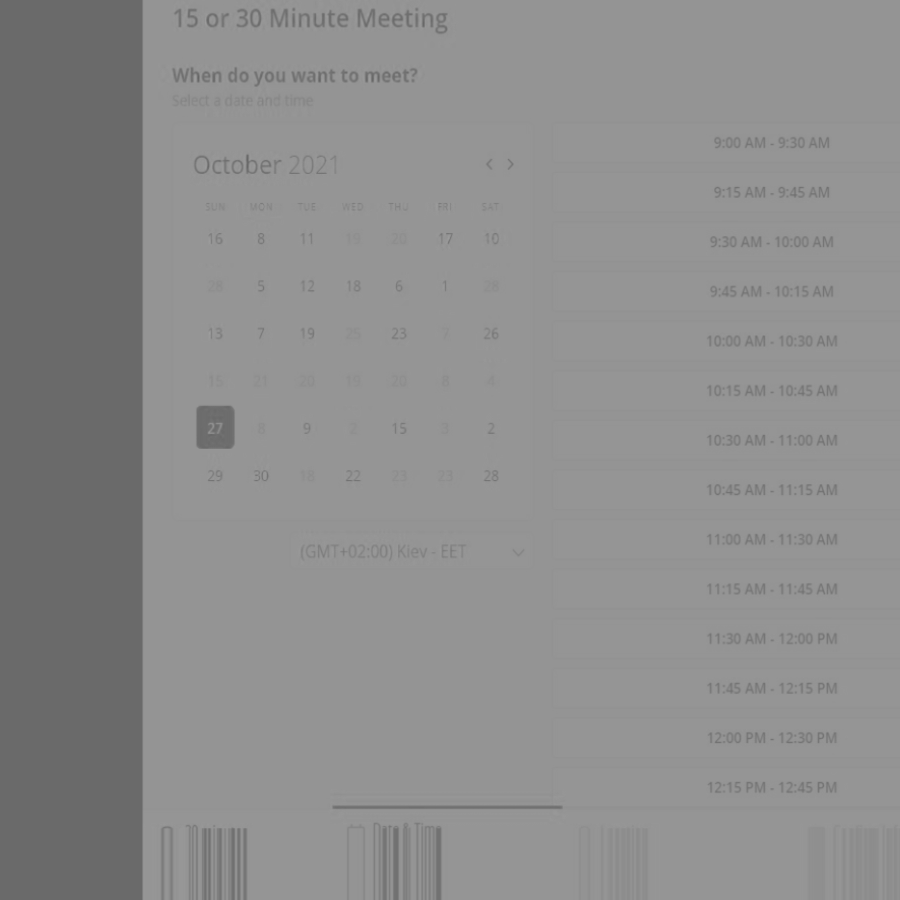 15 or 30 Minute Meeting
When do you want to meet?
Select a date and time
October 2021
SUN MON TUE WED THU FRI SAT
16 8 11 19 20 17 10
28 5 12 18 6 1 28
13 7 19 25 23 7 26
15 21 20 19 20 8 4
27 8 9 15 3 2
29 30 18 22 23 23 28
(GMT+02:00) Kiev - EET
9:00 AM - 9:30 AM
9:15 AM - 9:45 AM
9:30 AM - 10:00 AM
9:45 AM - 10:15 AM
10:00 AM - 10:30 AM
10:15 AM - 10:45 AM
10:30 AM - 11:00 AM
10:45 AM - 11:15 AM
11:00 AM - 11:30 AM
11:15 AM - 11:45 AM
11:30 AM - 12:00 PM
11:45 AM - 12:15 PM
12:00 PM - 12:30 PM
12:15 PM - 12:45 PM